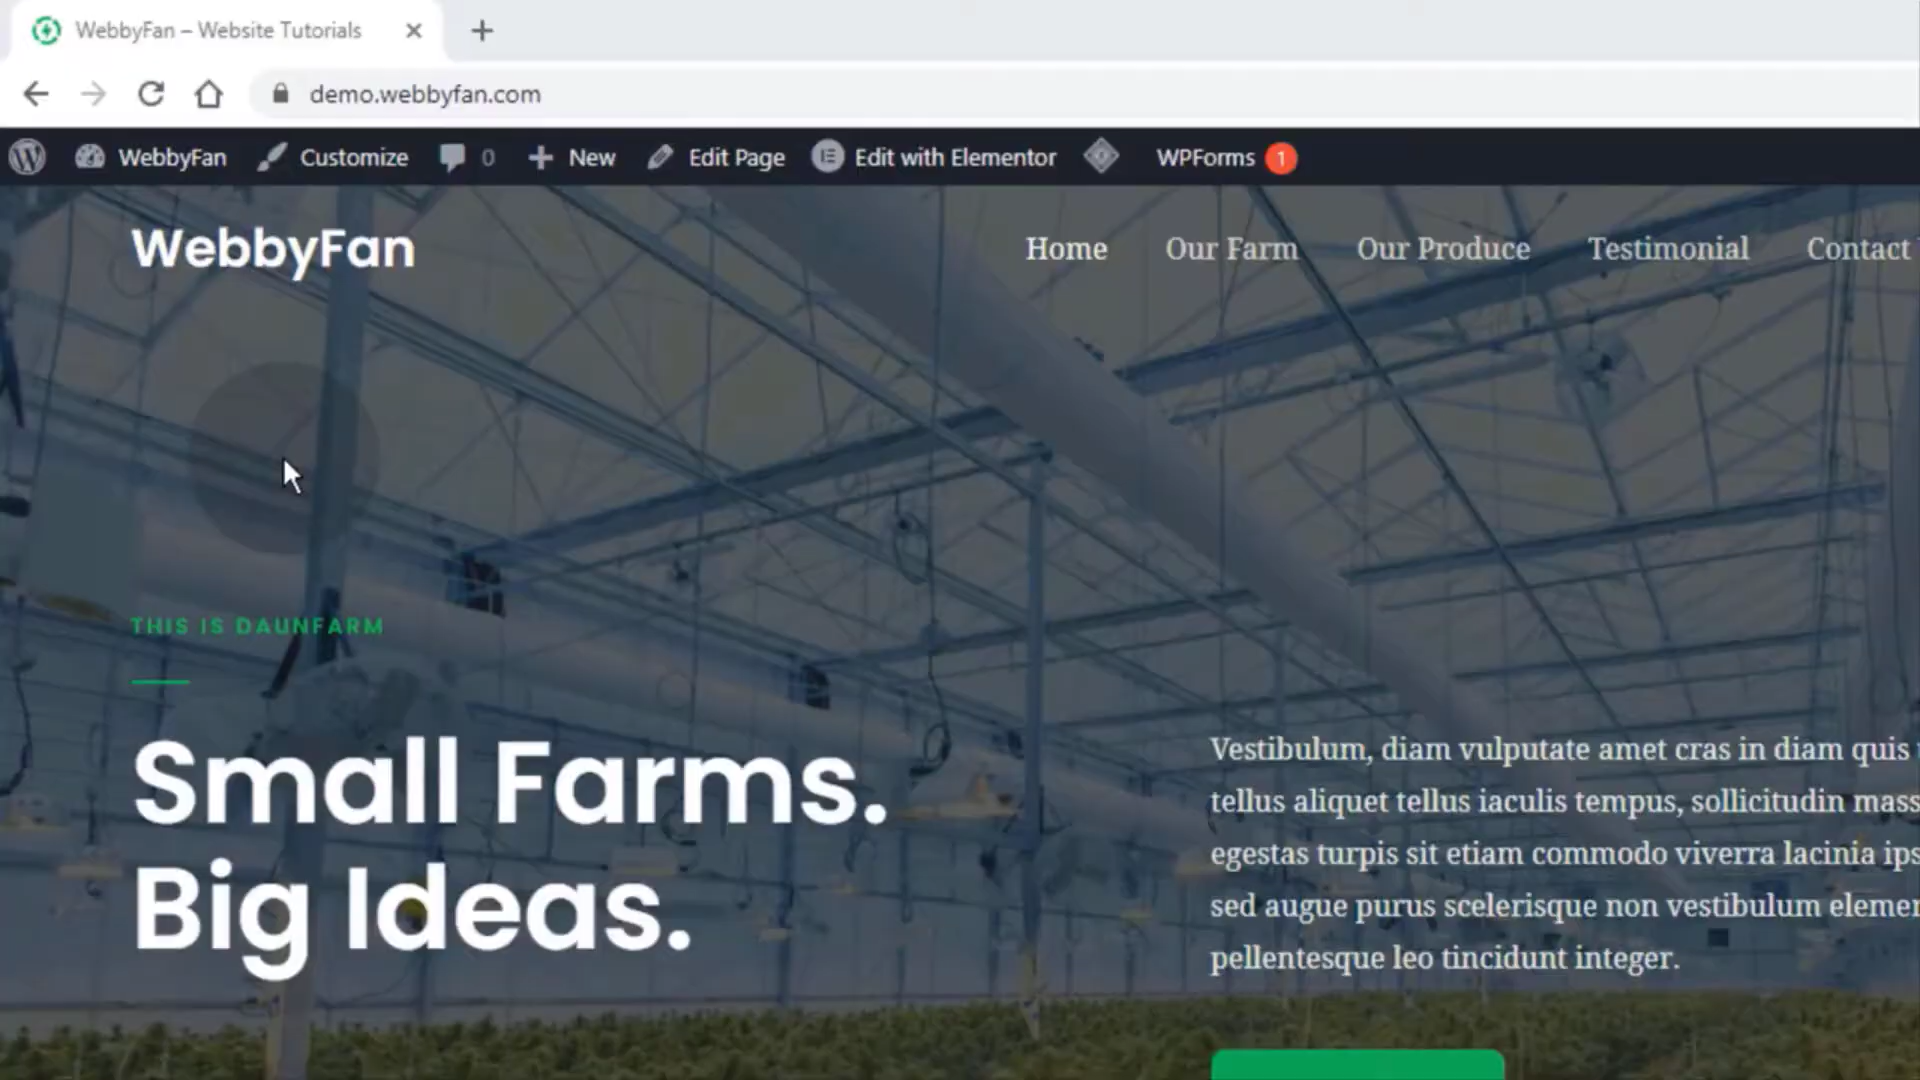 WebbyFan – Website Tutorials
demo.webbyfan.com
WebbyFan Customize 0 New Edit Page Edit with Elementor WPForms 1
WebbyFan
Home Our Farm Our Produce Testimonial Contact
THIS IS DAUNFARM
Small Farms.
Big Ideas.
Vestibulum, diam vulputate amet cras in diam quis
tellus aliquet tellus iaculis tempus, sollicitudin mass
egestas turpis sit etiam commodo viverra lacinia ips
sed augue purus scelerisque non vestibulum elemen
pellentesque leo tincidunt integer.